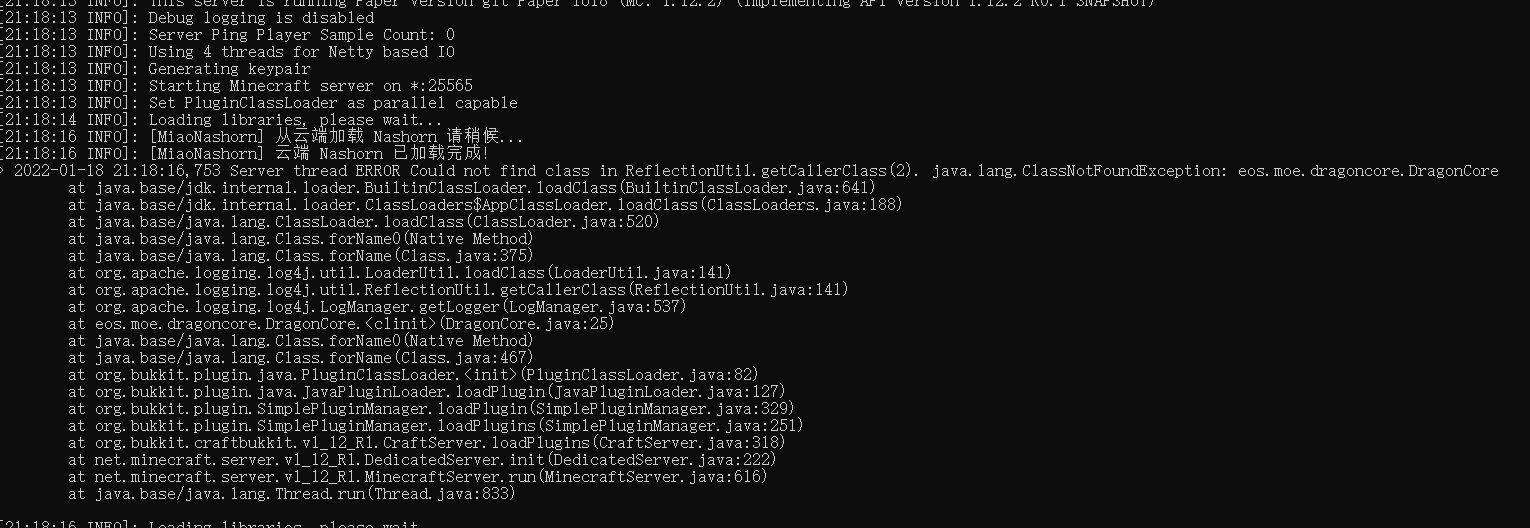 [21:18:13 INFO]: This server is running Paper version git-Paper-1618 (MC: 1.12.2) (Implementing API version 1.12.2-R0.1-SNAPSHOT)
[21:18:13 INFO]: Debug logging is disabled
[21:18:13 INFO]: Server Ping Player Sample Count: 0
[21:18:13 INFO]: Using 4 threads for Netty based IO
[21:18:13 INFO]: Generating keypair
[21:18:13 INFO]: Starting Minecraft server on *:25565
[21:18:13 INFO]: Set PluginClassLoader as parallel capable
[21:18:14 INFO]: Loading libraries, please wait...
[21:18:16 INFO]: [MiaoNashorn] 从云端加载 Nashorn 请稍候...
[21:18:16 INFO]: [MiaoNashorn] 云端 Nashorn 已加载完成!
> 2022-01-18 21:18:16,753 Server thread ERROR Could not find class in ReflectionUtil.getCallerClass(2). java.lang.ClassNotFoundException: eos.moe.dragoncore.DragonCore
at java.base/jdk.internal.loader.BuiltinClassLoader.loadClass(BuiltinClassLoader.java:641)
at java.base/jdk.internal.loader.ClassLoaders$AppClassLoader.loadClass(ClassLoaders.java:188)
at java.base/java.lang.ClassLoader.loadClass(ClassLoader.java:520)
at java.base/java.lang.Class.forName0(Native Method)
at java.base/java.lang.Class.forName(Class.java:375)
at org.apache.logging.log4j.util.LoaderUtil.loadClass(LoaderUtil.java:141)
at org.apache.logging.log4j.util.ReflectionUtil.getCallerClass(ReflectionUtil.java:141)
at org.apache.logging.log4j.LogManager.getLogger(LogManager.java:537)
at eos.moe.dragoncore.DragonCore.<clinit>(DragonCore.java:25)
at java.base/java.lang.Class.forName0(Native Method)
at java.base/java.lang.Class.forName(Class.java:467)
at org.bukkit.plugin.java.PluginClassLoader.<init>(PluginClassLoader.java:82)
at org.bukkit.plugin.java.JavaPluginLoader.loadPlugin(JavaPluginLoader.java:127)
at org.bukkit.plugin.SimplePluginManager.loadPlugin(SimplePluginManager.java:329)
at org.bukkit.plugin.SimplePluginManager.loadPlugins(SimplePluginManager.java:251)
at org.bukkit.craftbukkit.v1_12_R1.CraftServer.loadPlugins(CraftServer.java:318)
at net.minecraft.server.v1_12_R1.DedicatedServer.init(DedicatedServer.java:222)
at net.minecraft.server.v1_12_R1.MinecraftServer.run(MinecraftServer.java:616)
at java.base/java.lang.Thread.run(Thread.java:833)
[21:18:16 INFO]: Loading libraries, please wait